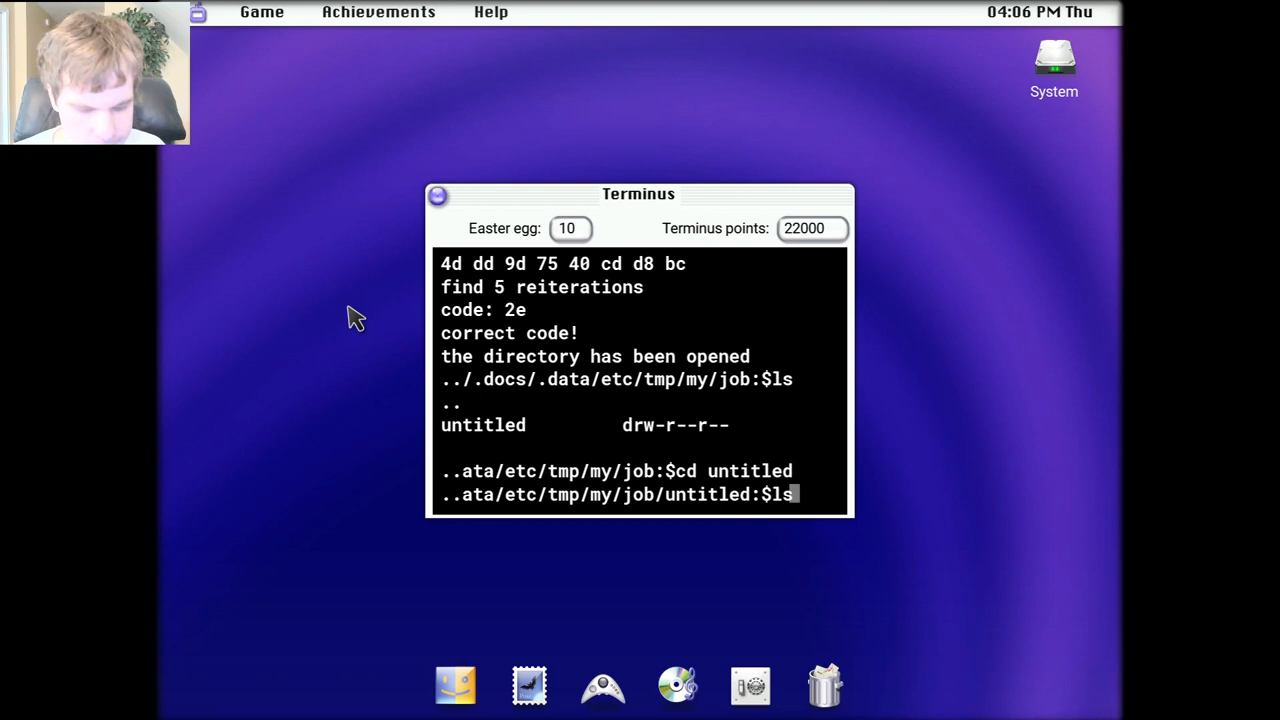 Game Achievements Help 04:06 PM Thu
System
Terminus
Easter egg: 10 Terminus points: 22000
4d dd 9d 75 40 cd d8 bc
find 5 reiterations
code: 2e
correct code!
the directory has been opened
../.docs/.data/etc/tmp/my/job:$ls
..
untitled drw-r--r--
..ata/etc/tmp/my/job:$cd untitled
..ata/etc/tmp/my/job/untitled:$ls